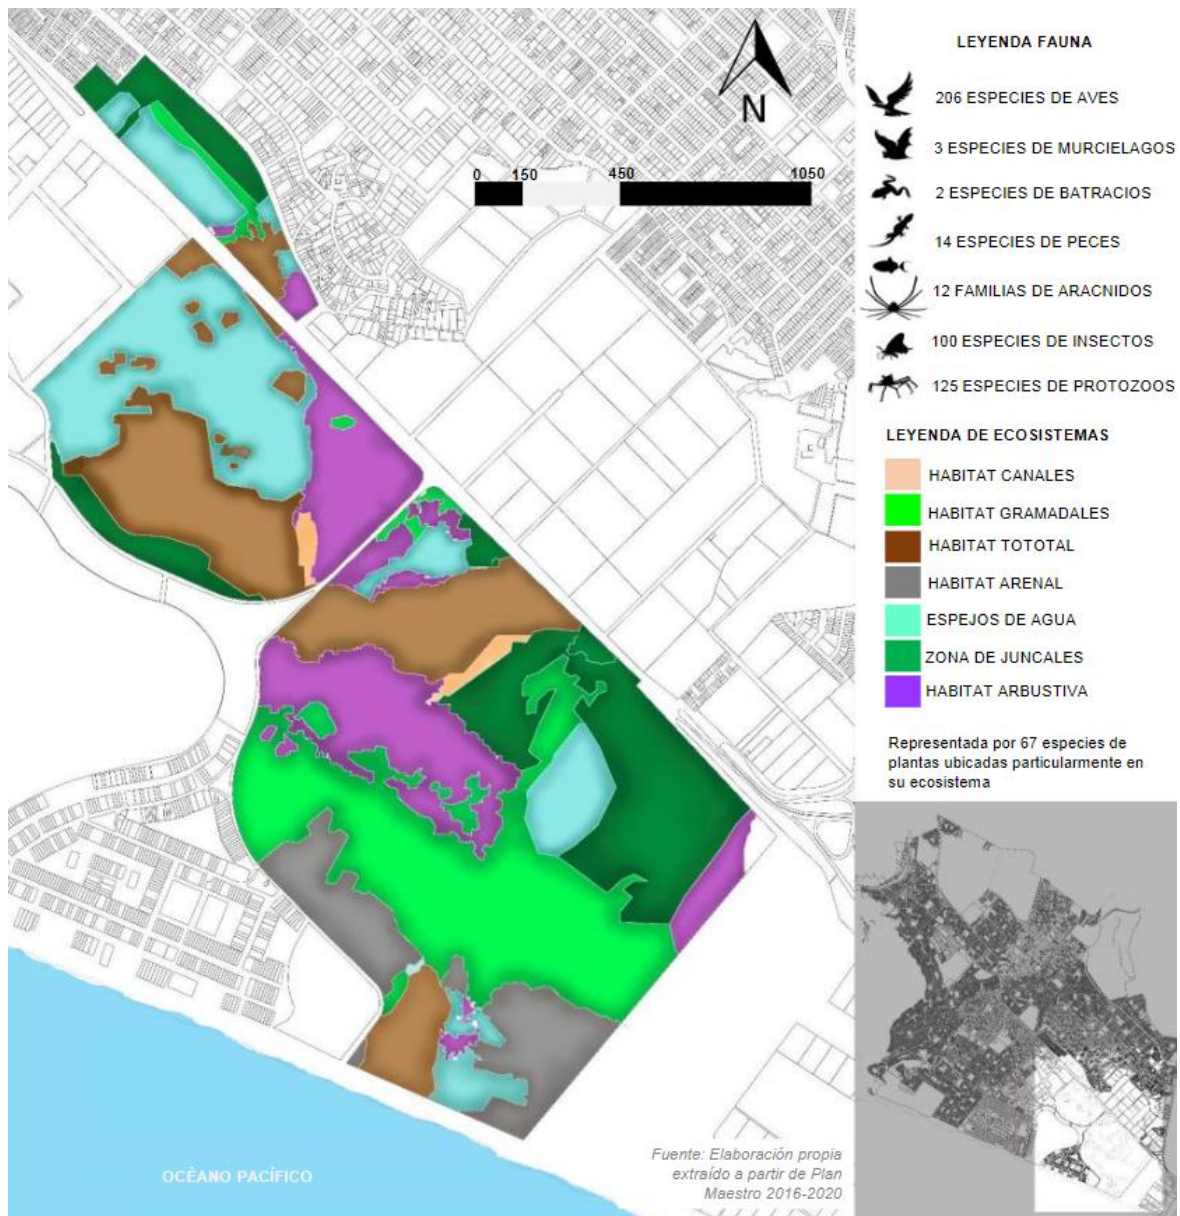 N
0 150 450 1050
OCÈANO PACÍFICO
Fuente: Elaboración propia
extraído a partir de Plan
Maestro 2016-2020
LEYENDA FAUNA
206 ESPECIES DE AVES
3 ESPECIES DE MURCIELAGOS
2 ESPECIES DE BATRACIOS
14 ESPECIES DE PECES
12 FAMILIAS DE ARACNIDOS
100 ESPECIES DE INSECTOS
125 ESPECIES DE PROTOZOOS
LEYENDA DE ECOSISTEMAS
HABITAT CANALES
HABITAT GRAMADALES
HABITAT TOTOTAL
HABITAT ARENAL
ESPEJOS DE AGUA
ZONA DE JUNCALES
HABITAT ARBUSTIVA
Representada por 67 especies de
plantas ubicadas particularmente en
su ecosistema